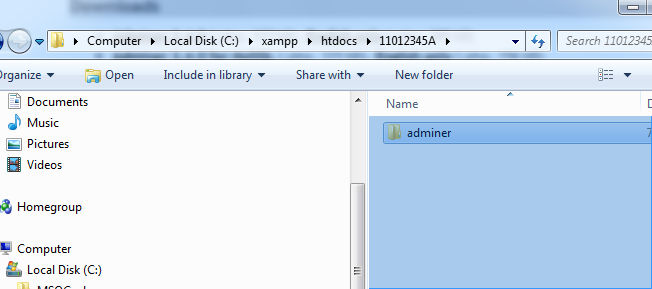 Downloads
Computer ▸ Local Disk (C:) ▸ xampp ▸ htdocs ▸ 11012345A ▸ Search 11012345
Organize Open Include in library Share with New folder
Name D
Documents
adminer 7
Music
Pictures
Videos
Homegroup
Computer
Local Disk (C:)